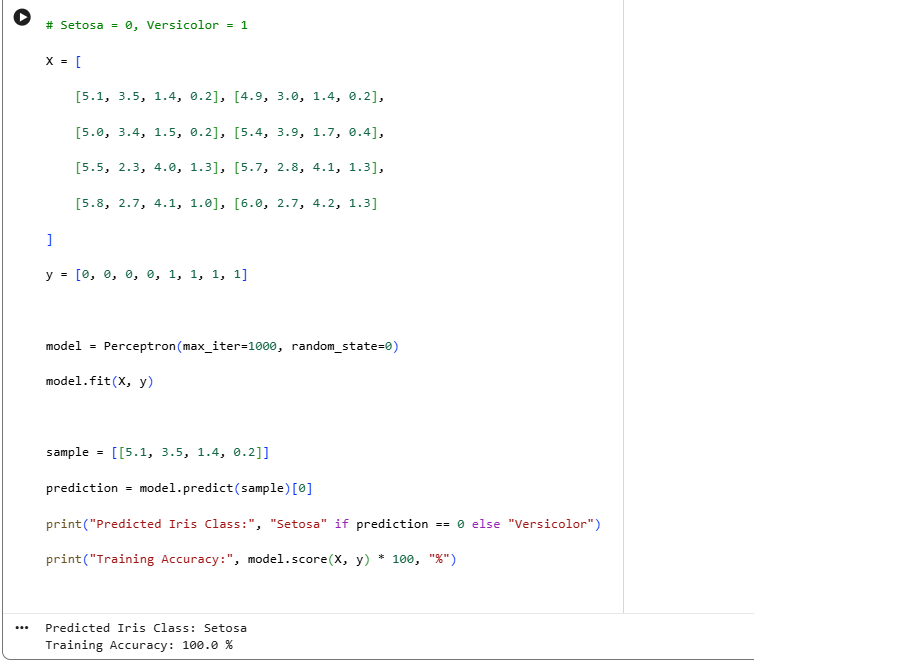 # Setosa = 0, Versicolor = 1
X = [
[5.1, 3.5, 1.4, 0.2], [4.9, 3.0, 1.4, 0.2],
[5.0, 3.4, 1.5, 0.2], [5.4, 3.9, 1.7, 0.4],
[5.5, 2.3, 4.0, 1.3], [5.7, 2.8, 4.1, 1.3],
[5.8, 2.7, 4.1, 1.0], [6.0, 2.7, 4.2, 1.3]
]
y = [0, 0, 0, 0, 1, 1, 1, 1]
model = Perceptron(max_iter=1000, random_state=0)
model.fit(X, y)
sample = [[5.1, 3.5, 1.4, 0.2]]
prediction = model.predict(sample)[0]
print("Predicted Iris Class:", "Setosa" if prediction == 0 else "Versicolor")
print("Training Accuracy:", model.score(X, y) * 100, "%")
Predicted Iris Class: Setosa
Training Accuracy: 100.0 %